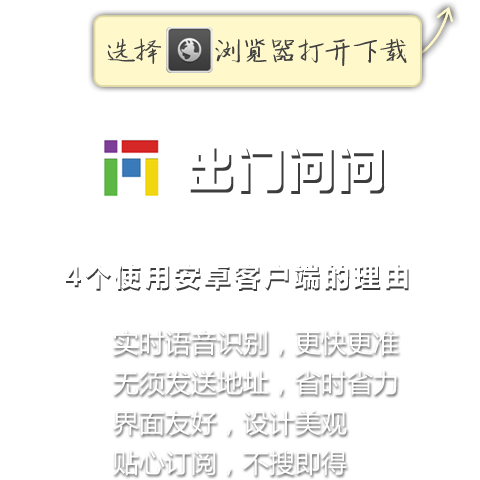 选择浏览器打开下载
出门问问
4个使用安卓客户端的理由
实时语音识别，更快更准
无须发送地址，省时省力
界面友好，设计美观
贴心订阅，不搜即得